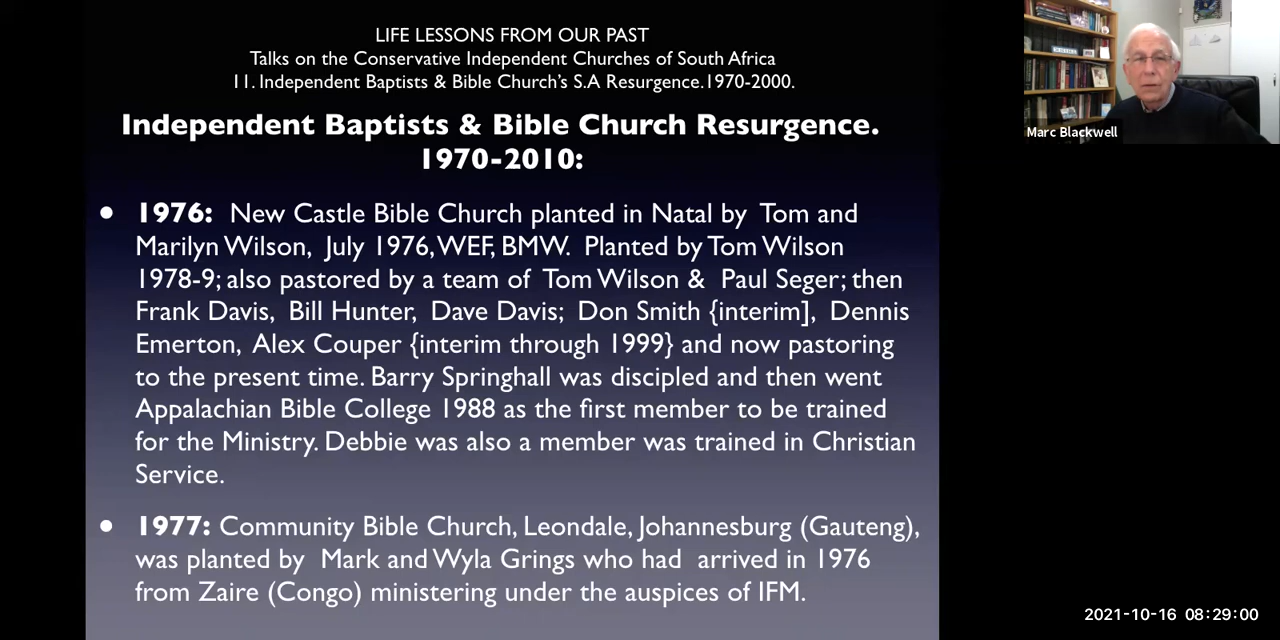 LIFE LESSONS FROM OUR PAST
Talks on the Conservative Independent Churches of South Africa
11. Independent Baptists & Bible Church's S.A Resurgence.1970-2000.
Independent Baptists & Bible Church Resurgence.
1970-2010:
• 1976: New Castle Bible Church planted in Natal by Tom and
Marilyn Wilson, July 1976, WEF, BMW. Planted by Tom Wilson
1978-9; also pastored by a team of Tom Wilson & Paul Seger; then
Frank Davis, Bill Hunter, Dave Davis; Don Smith {interim], Dennis
Emerton, Alex Couper {interim through 1999} and now pastoring
to the present time. Barry Springhall was discipled and then went
Appalachian Bible College 1988 as the first member to be trained
for the Ministry. Debbie was also a member was trained in Christian
Service.
• 1977: Community Bible Church, Leondale, Johannesburg (Gauteng),
was planted by Mark and Wyla Grings who had arrived in 1976
from Zaire (Congo) ministering under the auspices of IFM.
Marc Blackwell
2021-10-16 08:29:00